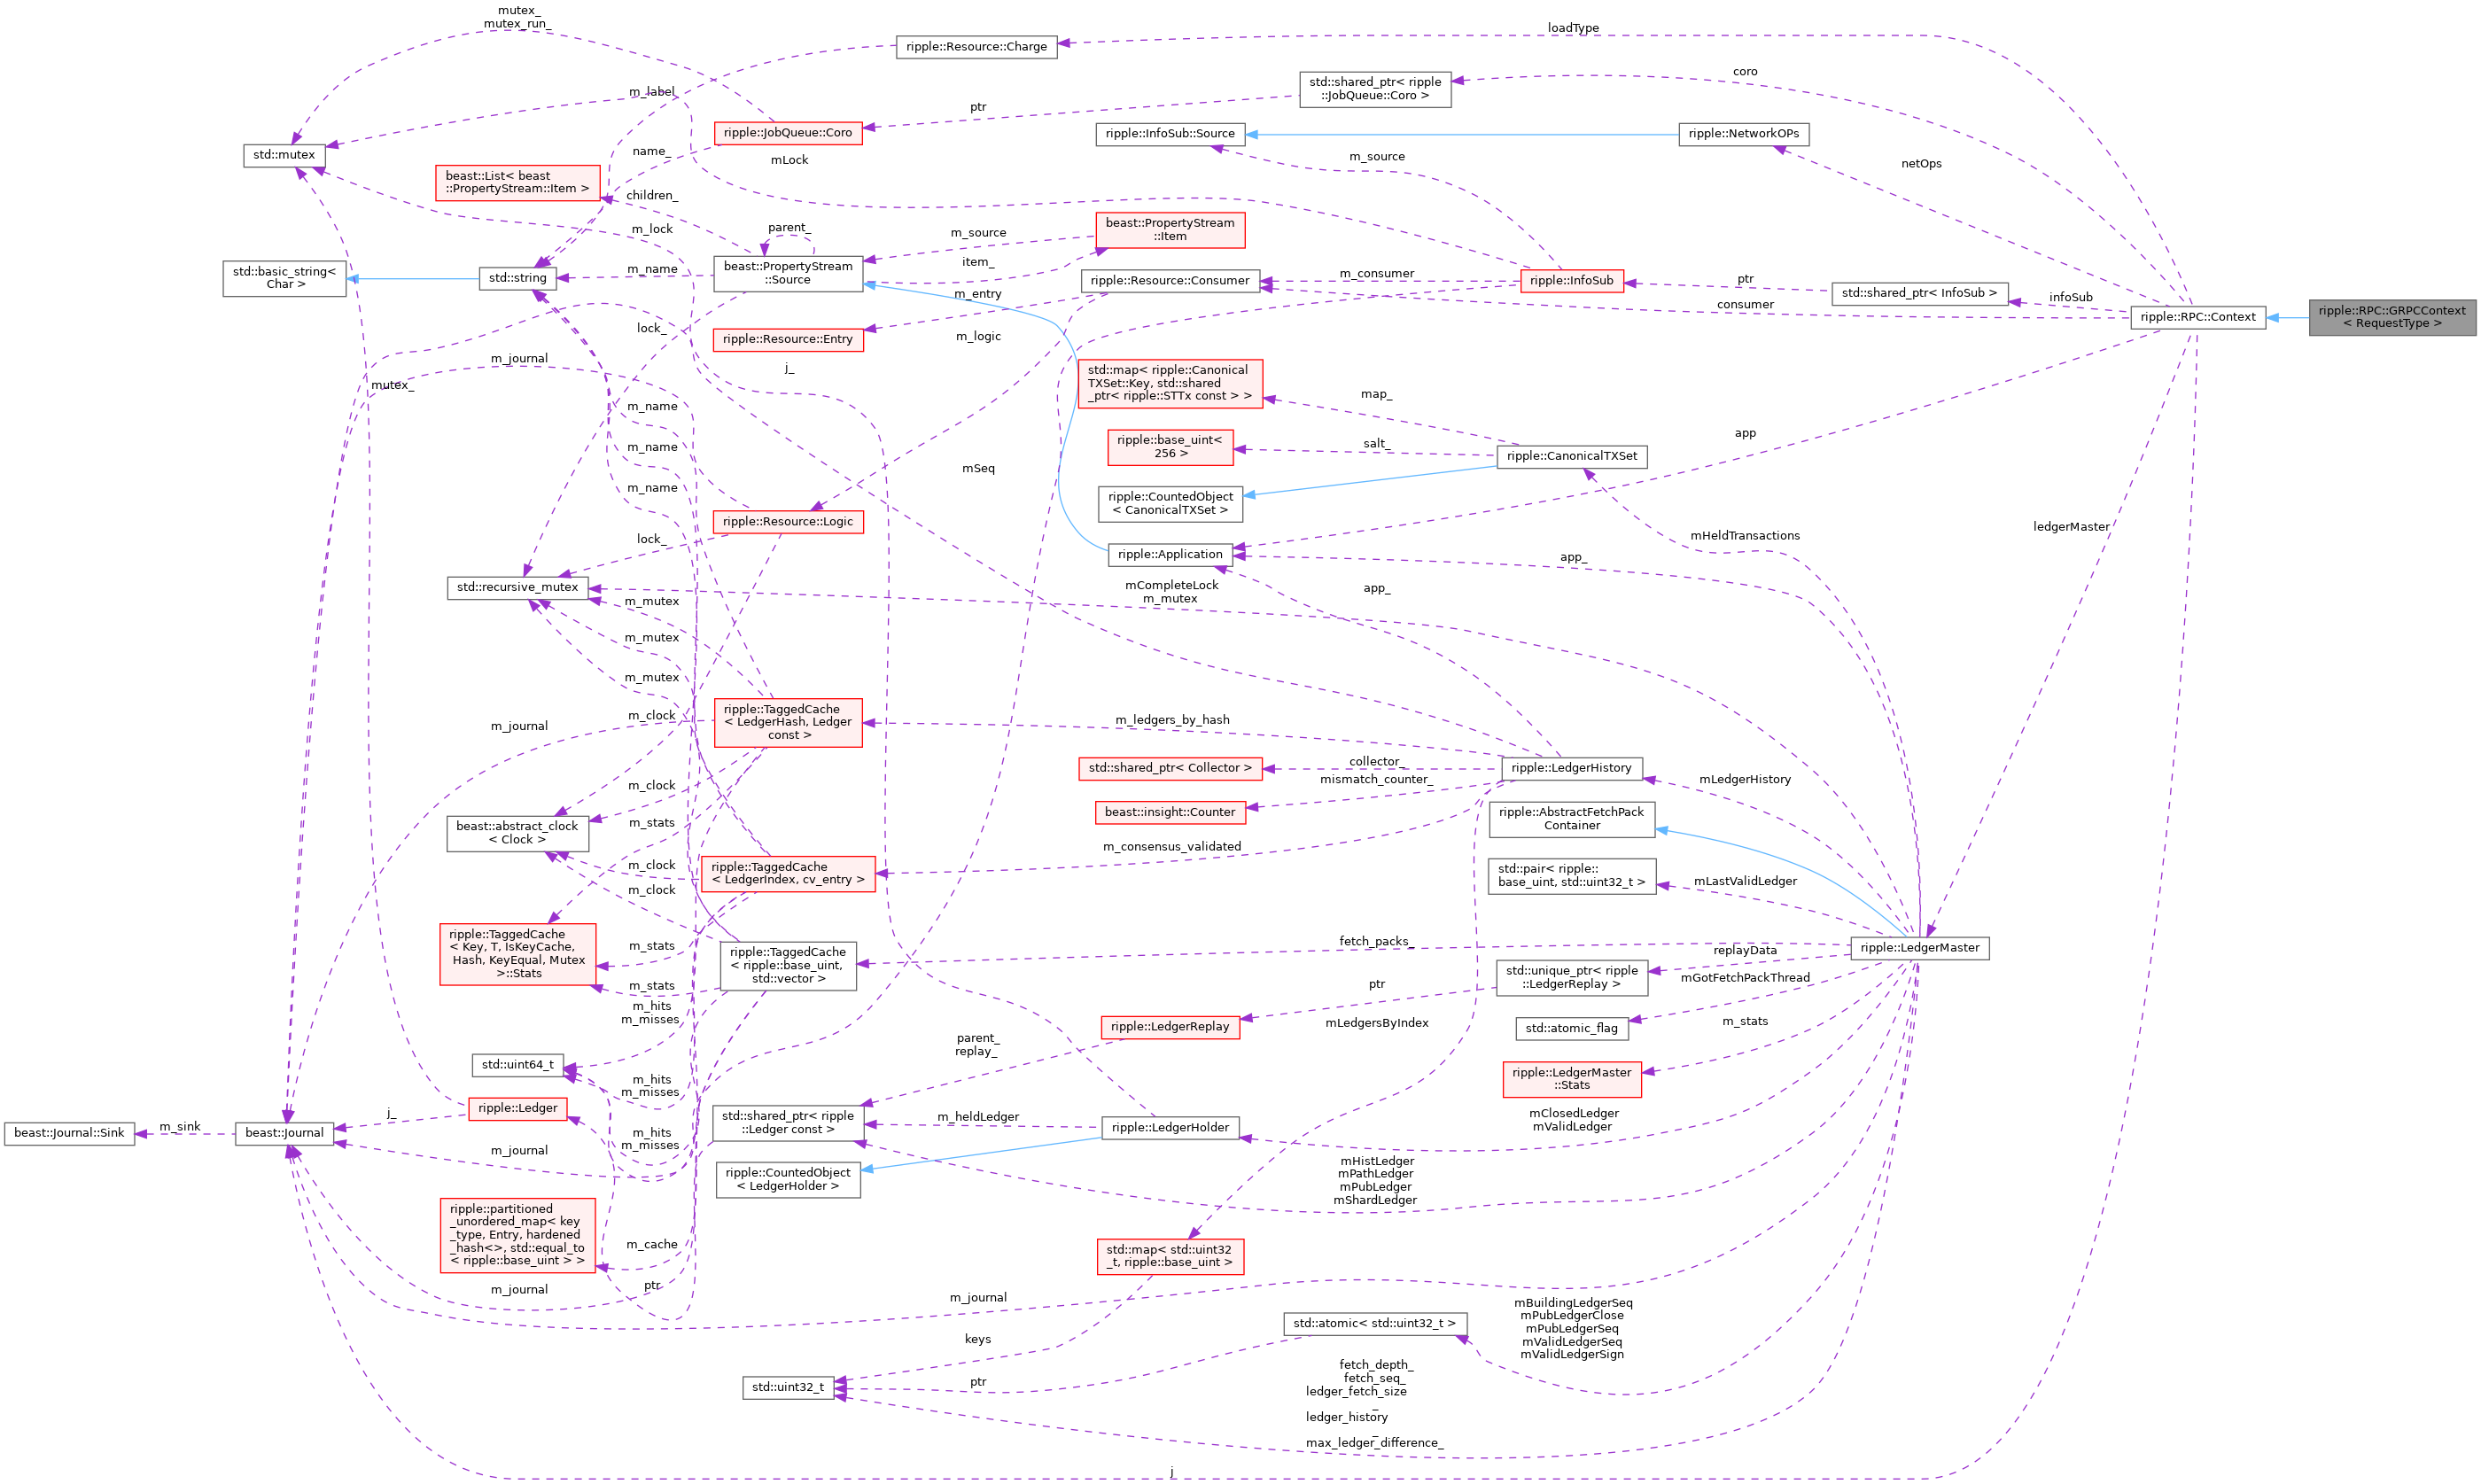 mutex_
mutex_run_
loadType
ripple::Resource::Charge
coro
std::shared_ptr< ripple
::JobQueue::Coro >
m_label
ptr
ripple::JobQueue::Coro
ripple::InfoSub::Source
ripple::NetworkOPs
std::mutex
name_
mLock
m_source
netOps
beast::List< beast
::PropertyStream::Item >
children_
parent_
m_lock
m_source
beast::PropertyStream
::Item
item_
std::basic_string<
Char >
std::string
m_name
beast::PropertyStream
::Source
ripple::Resource::Consumer
m_consumer
ripple::InfoSub
ptr
std::shared_ptr< InfoSub >
infoSub
m_entry
consumer
ripple::RPC::Context
ripple::RPC::GRPCContext
< RequestType >
lock_
ripple::Resource::Entry
m_logic
m_journal
j_
mutex_
std::map< ripple::Canonical
TXSet::Key, std::shared
_ptr< ripple::STTx const > >
map_
m_name
app
ripple::base_uint<
256 >
salt_
ripple::CanonicalTXSet
m_name
mSeq
m_name
ripple::CountedObject
< CanonicalTXSet >
ripple::Resource::Logic
ledgerMaster
lock_
mHeldTransactions
ripple::Application
app_
std::recursive_mutex
mCompleteLock
m_mutex
app_
m_mutex
m_mutex
m_mutex
ripple::TaggedCache
< LedgerHash, Ledger
const >
m_clock
m_journal
m_ledgers_by_hash
std::shared_ptr< Collector >
collector_
ripple::LedgerHistory
mismatch_counter_
mLedgerHistory
m_clock
beast::insight::Counter
ripple::AbstractFetchPack
Container
beast::abstract_clock
< Clock >
m_stats
m_consensus_validated
m_clock
ripple::TaggedCache
< LedgerIndex, cv_entry >
std::pair< ripple::
base_uint, std::uint32_t >
mLastValidLedger
m_clock
ripple::TaggedCache
< Key, T, IsKeyCache,
Hash, KeyEqual, Mutex
>::Stats
m_stats
ripple::TaggedCache
< ripple::base_uint,
std::vector >
fetch_packs_
ripple::LedgerMaster
replayData
m_stats
ptr
std::unique_ptr< ripple
::LedgerReplay >
mGotFetchPackThread
m_hits
m_misses
ripple::LedgerReplay
mLedgersByIndex
std::atomic_flag
m_stats
parent_
replay_
std::uint64_t
m_hits
m_misses
ripple::LedgerMaster
::Stats
ripple::Ledger
j_
std::shared_ptr< ripple
::Ledger const >
m_heldLedger
ripple::LedgerHolder
mClosedLedger
mValidLedger
beast::Journal::Sink
m_sink
beast::Journal
m_hits
m_misses
m_journal
ripple::CountedObject
< LedgerHolder >
mHistLedger
mPathLedger
mPubLedger
mShardLedger
ripple::partitioned
_unordered_map< key
_type, Entry, hardened
_hash<>, std::equal_to
< ripple::base_uint > >
m_cache
std::map< std::uint32
_t, ripple::base_uint >
m_journal
ptr
m_journal
std::atomic< std::uint32_t >
mBuildingLedgerSeq
mPubLedgerClose
mPubLedgerSeq
mValidLedgerSeq
mValidLedgerSign
keys
std::uint32_t
ptr
fetch_depth_
fetch_seq_
ledger_fetch_size
_
ledger_history
_
max_ledger_difference_
j